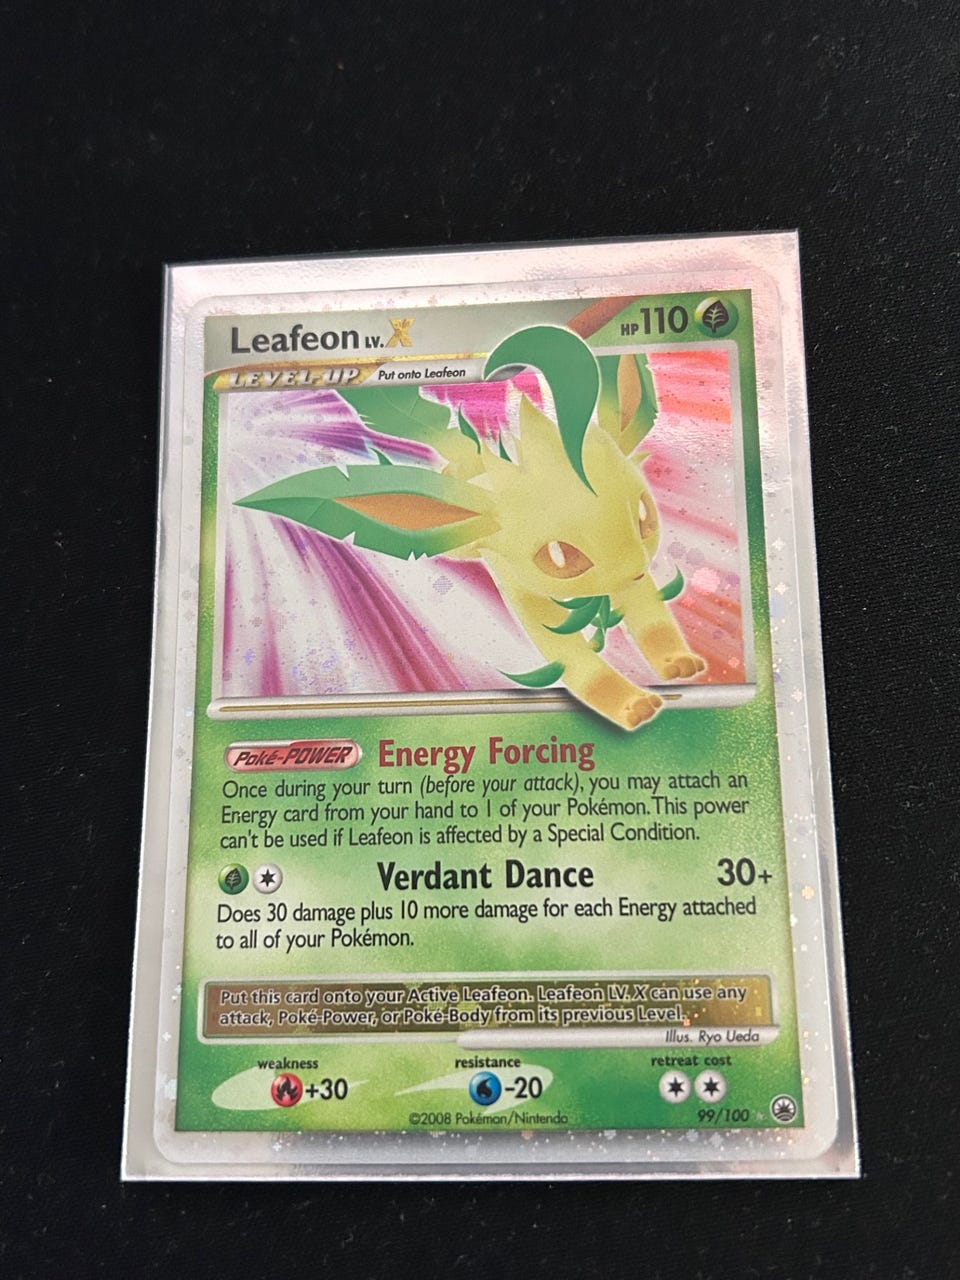 Leafeon LV.X HP 110
LEVEL-UP Put onto Leafeon
Poké-POWER Energy Forcing
Once during your turn (before your attack), you may attach an
Energy card from your hand to 1 of your Pokémon. This power
can't be used if Leafeon is affected by a Special Condition.
Verdant Dance 30+
Does 30 damage plus 10 more damage for each Energy attached
to all of your Pokémon.
Put this card onto your Active Leafeon. Leafeon LV. X can use any
attack, Poké-Power, or Poké-Body from its previous Level.
Illus. Ryo Ueda
weakness resistance retreat cost
+30 -20
©2008 Pokémon/Nintendo 99/100